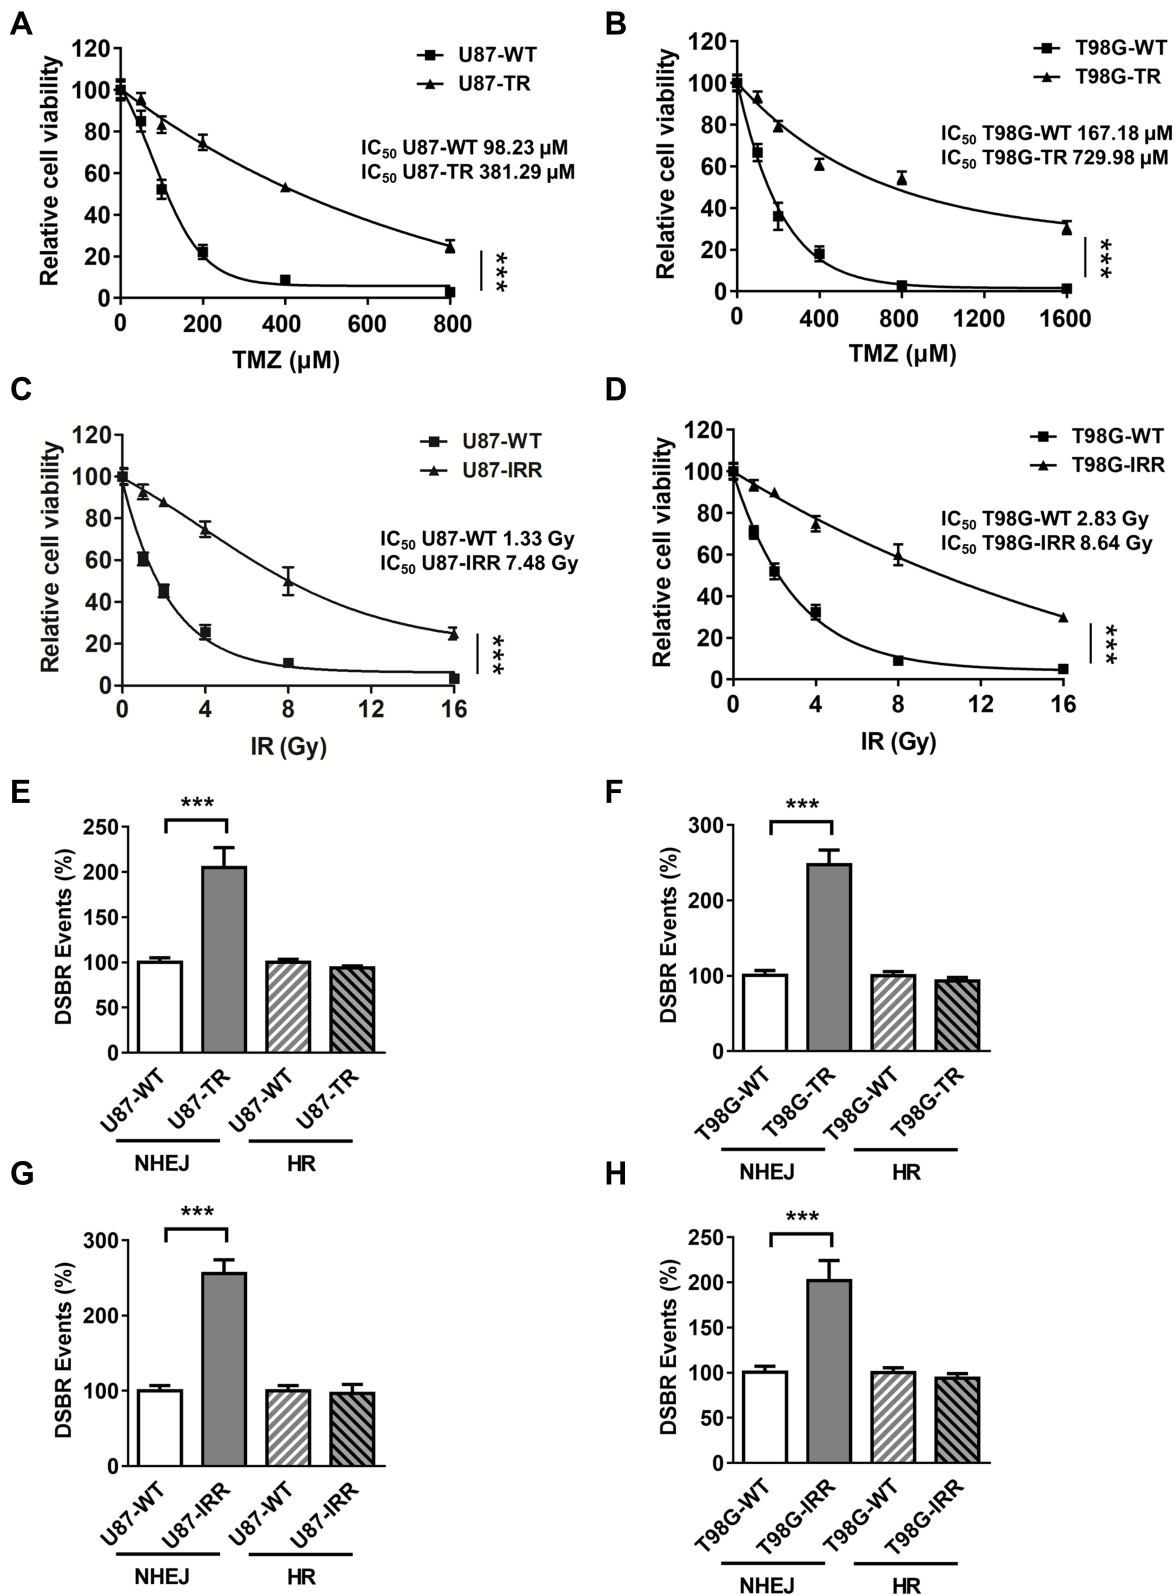 A
Relative cell viability
120
100
80
60
40
20
0
0 200 400 600 800
TMZ (µM)
U87-WT
U87-TR
IC50 U87-WT 98.23 µM
IC50 U87-TR 381.29 µM
***
B
Relative cell viability
120
100
80
60
40
20
0
0 400 800 1200 1600
TMZ (µM)
T98G-WT
T98G-TR
IC50 T98G-WT 167.18 µM
IC50 T98G-TR 729.98 µM
***
C
Relative cell viability
120
100
80
60
40
20
0
0 4 8 12 16
IR (Gy)
U87-WT
U87-IRR
IC50 U87-WT 1.33 Gy
IC50 U87-IRR 7.48 Gy
***
D
Relative cell viability
120
100
80
60
40
20
0
0 4 8 12 16
IR (Gy)
T98G-WT
T98G-IRR
IC50 T98G-WT 2.83 Gy
IC50 T98G-IRR 8.64 Gy
***
E
DSBR Events (%)
250
200
150
100
50
0
***
U87-WT U87-TR U87-WT U87-TR
NHEJ HR
F
DSBR Events (%)
300
200
100
0
***
T98G-WT T98G-TR T98G-WT T98G-TR
NHEJ HR
G
DSBR Events (%)
300
200
100
0
***
U87-WT U87-IRR U87-WT U87-IRR
NHEJ HR
H
DSBR Events (%)
250
200
150
100
50
0
***
T98G-WT T98G-IRR T98G-WT T98G-IRR
NHEJ HR